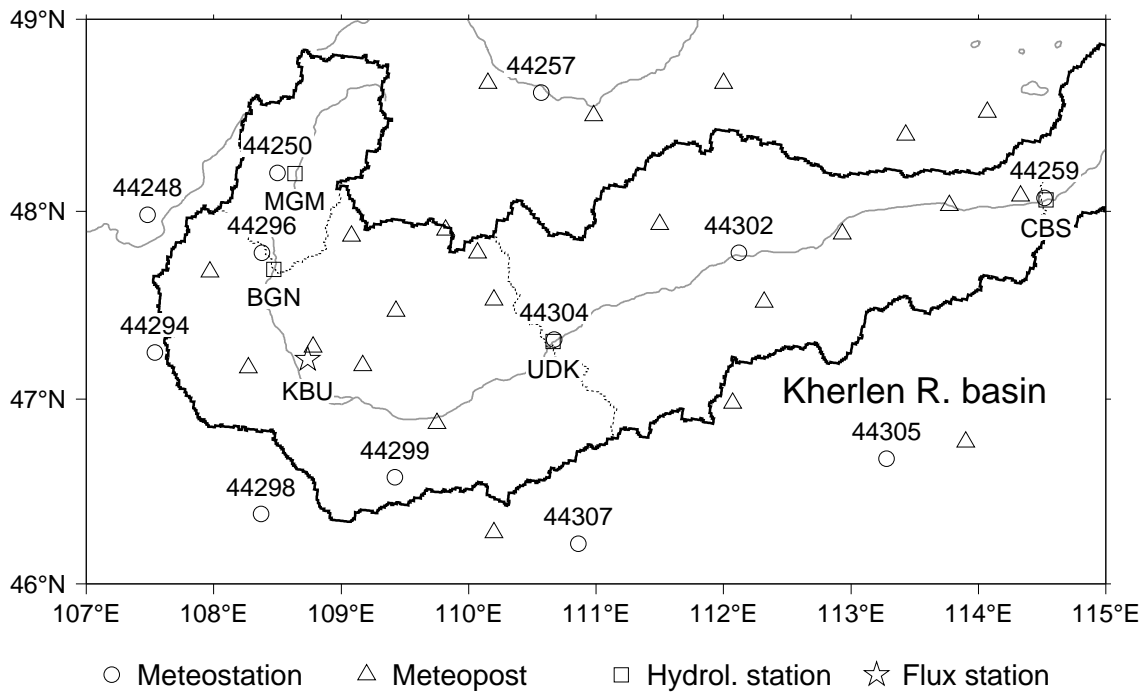 49°N
44257
44250
44259
44248
MGM
48°N
44296
44302
CBS
BGN
44304
44294
UDK
KBU
47°N
Kherlen R. basin
44305
44299
44298
44307
46°N
107°E 108°E 109°E 110°E 111°E 112°E 113°E 114°E 115°E
Meteostation Meteopost Hydrol. station Flux station